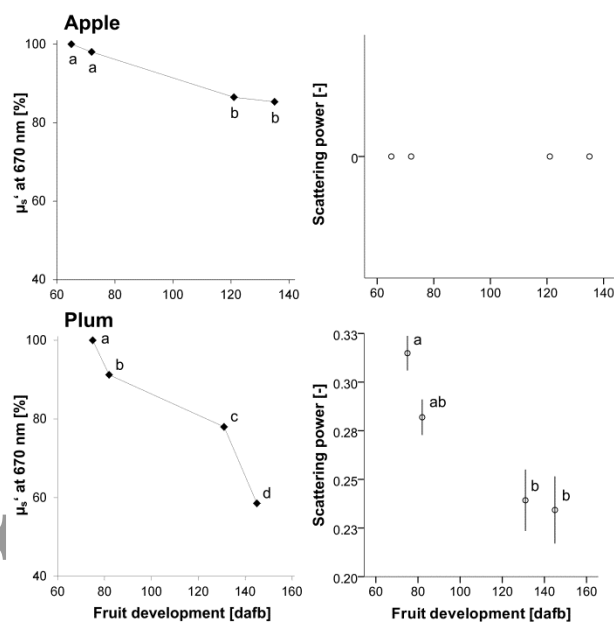 Apple
100
80
60
40
60 80 100 120 140
µs‘ at 670 nm [%]
a
a
b
b
Scattering power [-]
0
60 80 100 120 140
Plum
100
80
60
40
60 80 100 120 140 160
µs‘ at 670 nm [%]
a
b
c
d
Fruit development [dafb]
Scattering power [-]
0.33
0.30
0.28
0.25
0.23
0.20
60 80 100 120 140 160
a
ab
b
b
Fruit development [dafb]